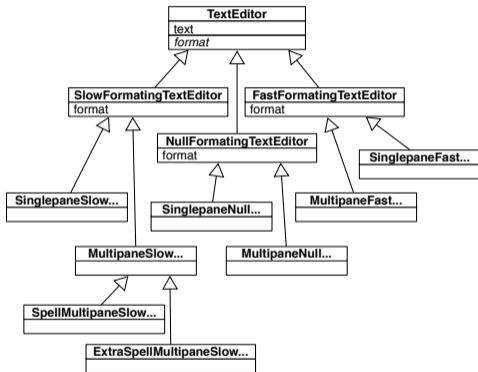 TextEditor
text
format
SlowFormatingTextEditor
format
FastFormatingTextEditor
format
NullFormatingTextEditor
format
SinglepaneFast...
SinglepaneSlow...
SinglepaneNull...
MultipaneFast...
MultipaneSlow...
MultipaneNull...
SpellMultipaneSlow...
ExtraSpellMultipaneSlow...